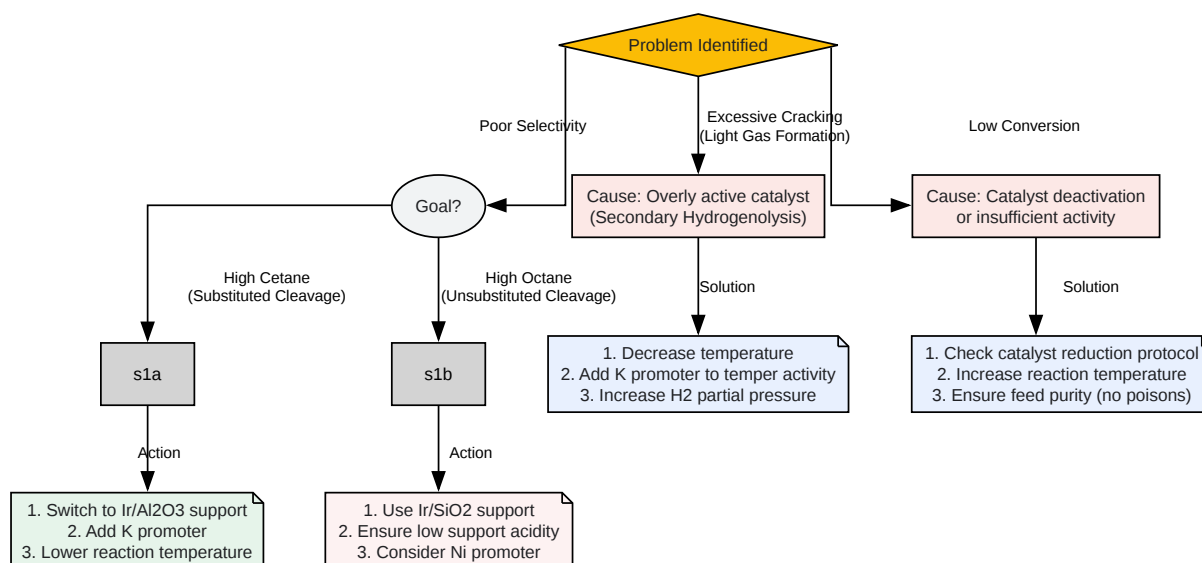 Problem Identified
Poor Selectivity
Excessive Cracking
(Light Gas Formation)
Low Conversion
Goal?
Cause: Overly active catalyst
(Secondary Hydrogenolysis)
Cause: Catalyst deactivation
or insufficient activity
High Cetane
(Substituted Cleavage)
High Octane
(Unsubstituted Cleavage)
Solution
Solution
s1a
s1b
1. Decrease temperature
2. Add K promoter to temper activity
3. Increase H2 partial pressure
1. Check catalyst reduction protocol
2. Increase reaction temperature
3. Ensure feed purity (no poisons)
Action
Action
1. Switch to Ir/Al2O3 support
2. Add K promoter
3. Lower reaction temperature
1. Use Ir/SiO2 support
2. Ensure low support acidity
3. Consider Ni promoter